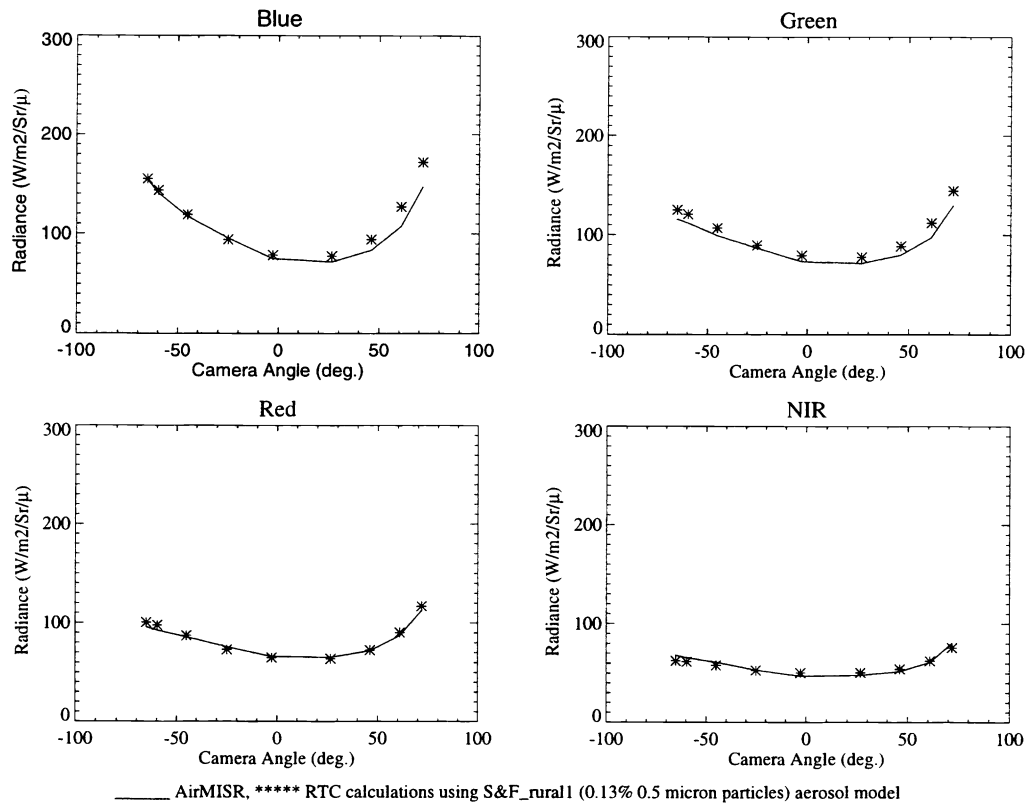 Blue
Radiance (W/m2/Sr/μ)
300
200
100
0
-100 -50 0 50 100
Camera Angle (deg.)
Green
Radiance (W/m2/Sr/μ)
300
200
100
0
-100 -50 0 50 100
Camera Angle (deg.)
Red
Radiance (W/m2/Sr/μ)
300
200
100
0
-100 -50 0 50 100
Camera Angle (deg.)
NIR
Radiance (W/m2/Sr/μ)
300
200
100
0
-100 -50 0 50 100
Camera Angle (deg.)
_____ AirMISR, ***** RTC calculations using S&F_rural1 (0.13% 0.5 micron particles) aerosol model